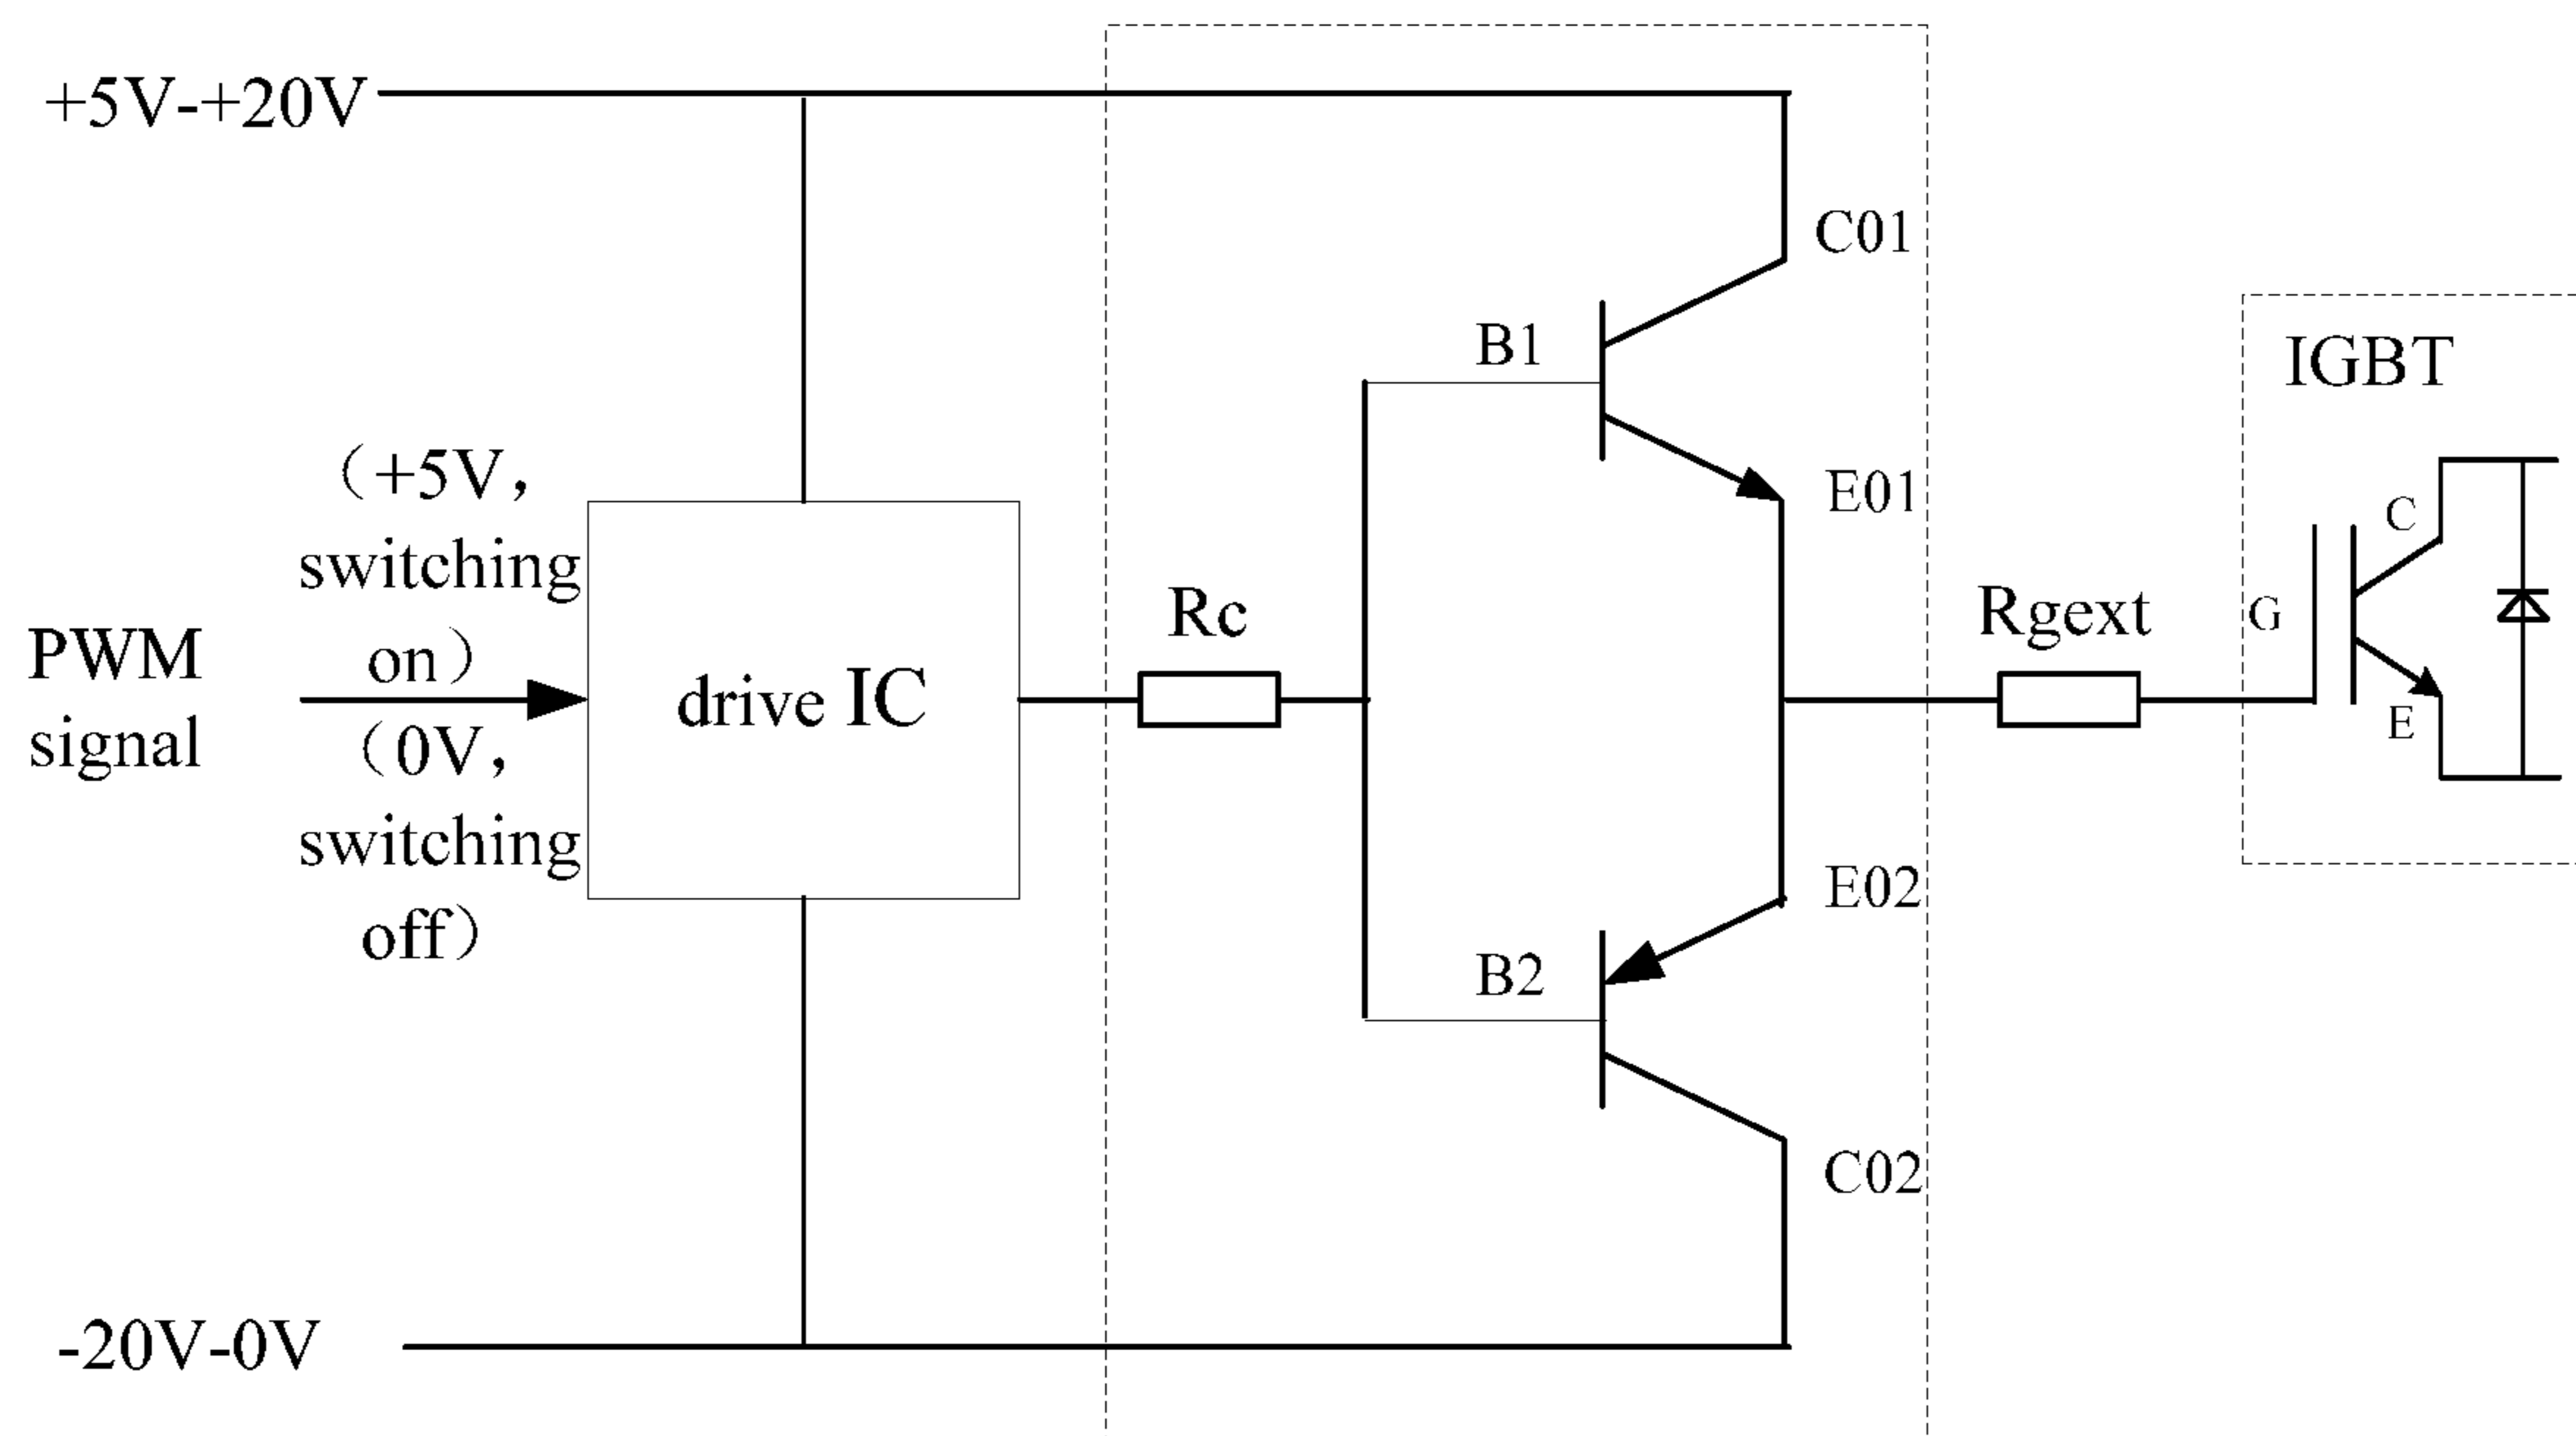 +5V-+20V
C01
B1
IGBT
（+5V，
switching
on）
E01
C
PWM
signal
drive IC
Rc
Rgext
G
E
（0V，
switching
off）
E02
B2
C02
-20V-0V